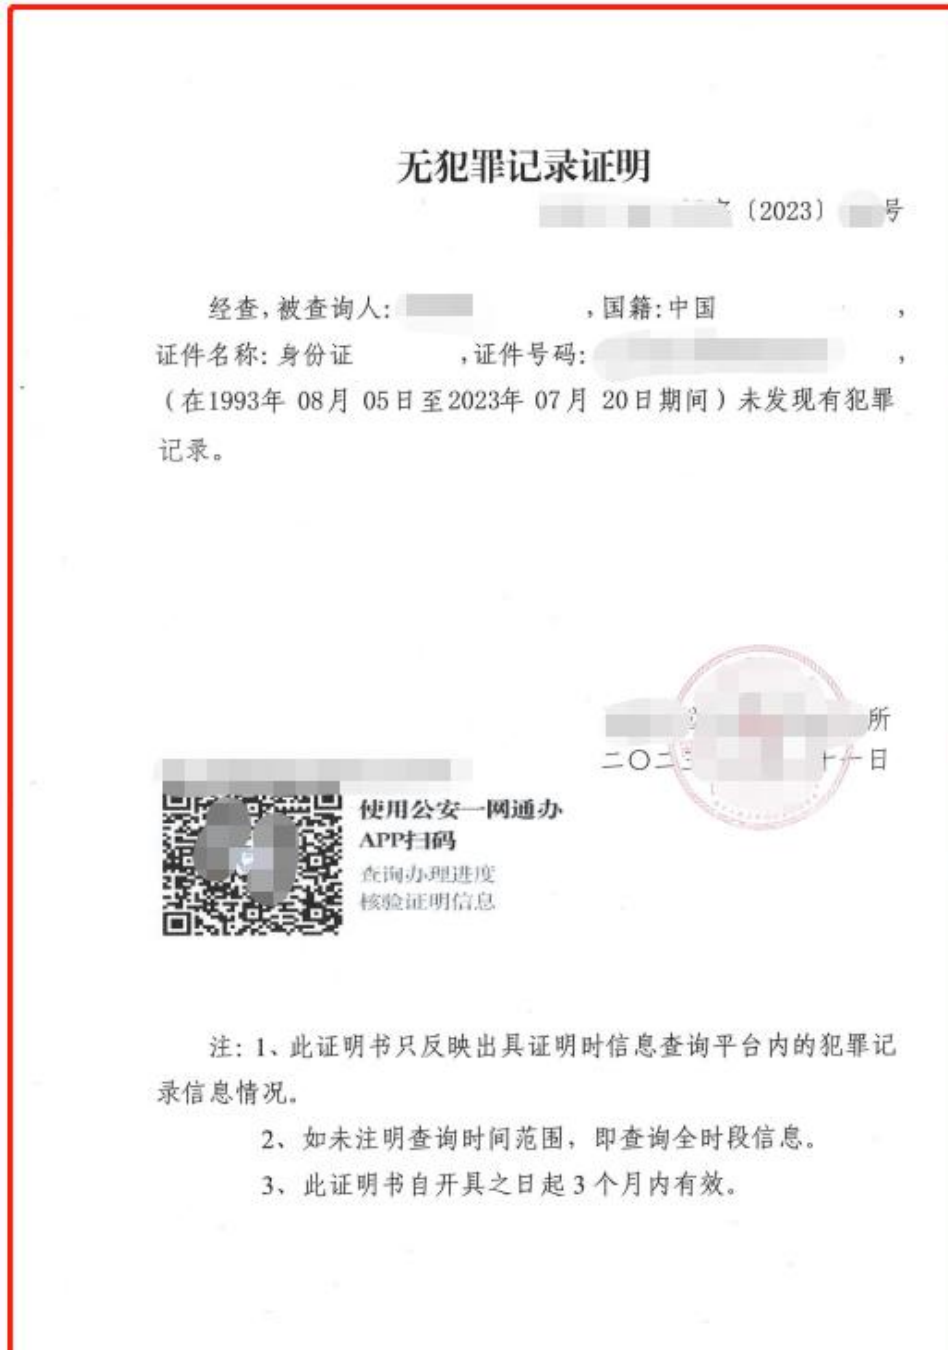 无犯罪记录证明
〔2023〕 号
经查,被查询人: ,国籍:中国 ,
证件名称: 身份证 ,证件号码: ,
(在1993年 08月 05日至2023年 07月 20日期间)未发现有犯罪
记录。
所
二〇二三 十一日
使用公安一网通办
APP扫码
查询办理进度
核验证明信息
注: 1、此证明书只反映出具证明时信息查询平台内的犯罪记
录信息情况。
2、如未注明查询时间范围，即查询全时段信息。
3、此证明书自开具之日起 3 个月内有效。